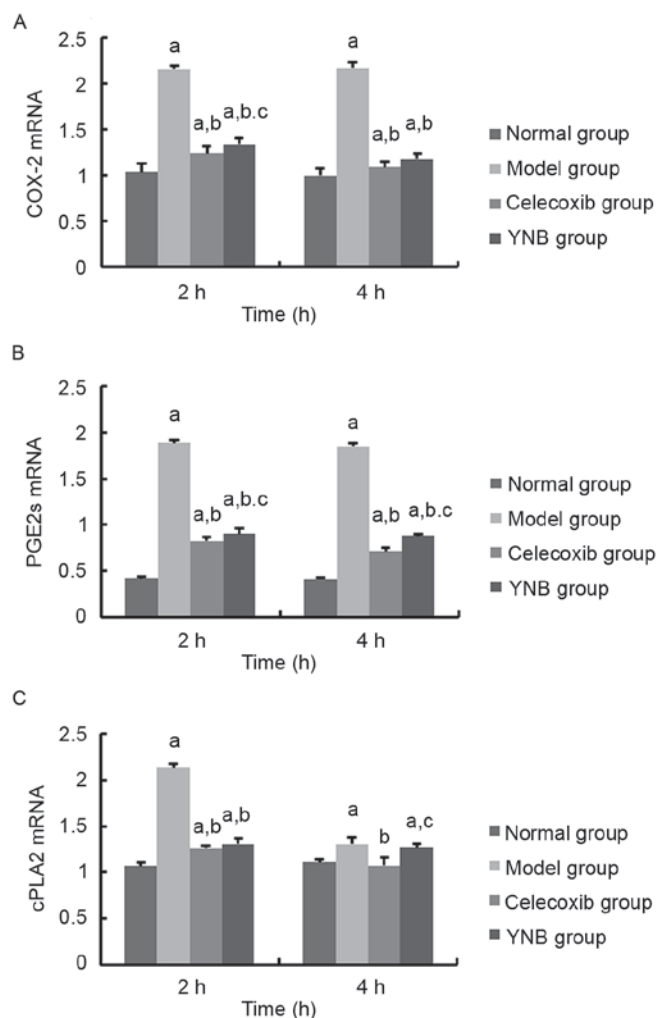 A
2.5
2
1.5
1
0.5
0
COX-2 mRNA
a
a,b
a,b.c
a
a,b
a,b
2 h
4 h
Time (h)
Normal group
Model group
Celecoxib group
YNB group
B
2.5
2
1.5
1
0.5
0
PGE2s mRNA
a
a,b
a,b.c
a
a,b
a,b.c
2 h
4 h
Time (h)
Normal group
Model group
Celecoxib group
YNB group
C
2.5
2
1.5
1
0.5
0
cPLA2 mRNA
a
a,b
a,b
a
b
a,c
2 h
4 h
Time (h)
Normal group
Model group
Celecoxib group
YNB group